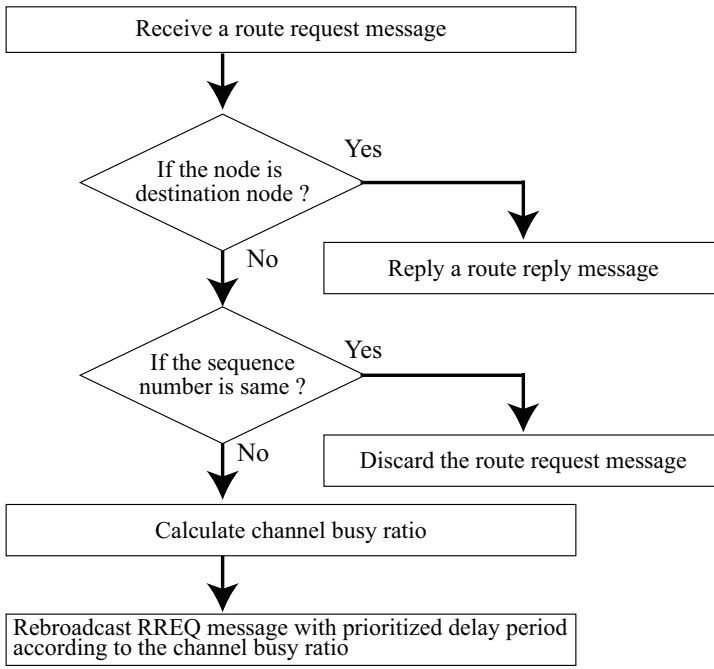 Receive a route request message
Yes
If the node is
destination node ?
No
Reply a route reply message
Yes
If the sequence
number is same ?
No
Discard the route request message
Calculate channel busy ratio
Rebroadcast RREQ message with prioritized delay period
according to the channel busy ratio